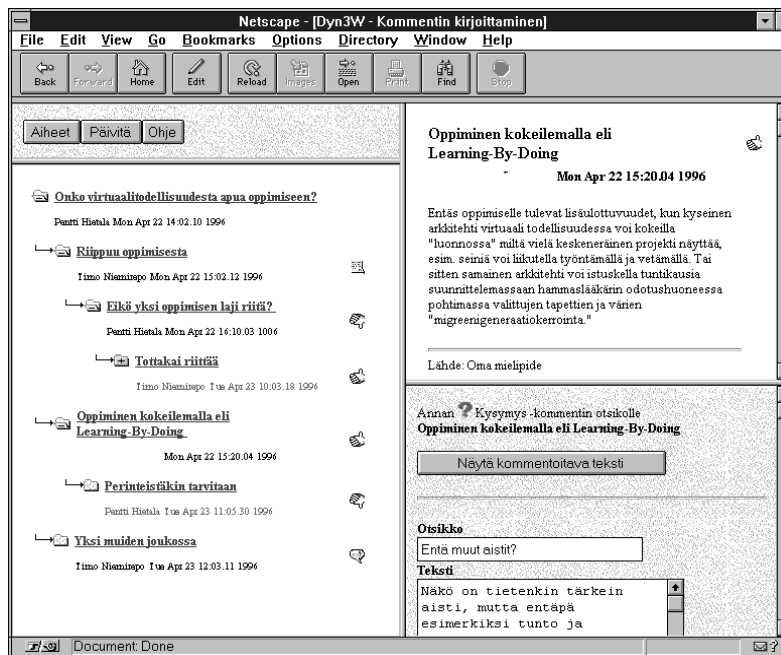 Netscape - [Dyn3W - Kommentin kirjoittaminen]
File Edit View Go Bookmarks Options Directory Window Help
Back Forward Home Edit Reload Images Open Print Find Stop
Aiheet Päivitä Ohje
Onko virtuaalitodellisuudesta apua oppimiseen?
Pentti Hietala Mon Apr 22 14:02.10 1996
Riippuu oppimisesta
Timo Niemirepo Mon Apr 22 15:02.12 1996
Eikö yksi oppimisen laji riitä?
Pentti Hietala Mon Apr 22 16:10.03 1006
Tottakai riittää
Timo Niemirepo Tue Apr 23 10:03.18 1996
Oppiminen kokeilemalla eli
Learning-By-Doing
Mon Apr 22 15:20.04 1996
Perinteistäkin tarvitaan
Pentti Hietala Tue Apr 23 11:05.30 1996
Yksi muiden joukossa
Timo Niemirepo Tue Apr 23 12:03.11 1996
Oppiminen kokeilemalla eli
Learning-By-Doing
Mon Apr 22 15:20.04 1996
Entäs oppimiselle tulevat lisäulottuvuudet, kun kyseinen
arkkitehti virtuaali todellisuudessa voi kokeilla
"luonnossa" miltä vielä keskeneräinen projekti näyttää,
esim. seiniä voi liikutella työntämällä ja vetämällä. Tai
sitten samainen arkkitehti voi istuskella tuntikausia
suunnittelemassaan hammaslääkärin odotushuoneessa
pohtimassa valittujen tapettien ja värien
"migreenigeneraatiokerrointa."
Lähde: Oma mielipide
Annan ? Kysymys -kommentin otsikolle
Oppiminen kokeilemalla eli Learning-By-Doing
Näytä kommentoitava teksti
Otsikko
Entä muut aistit?
Teksti
Näkö on tietenkin tärkein
aisti, mutta entäpä
esimerkiksi tunto ja
Document: Done